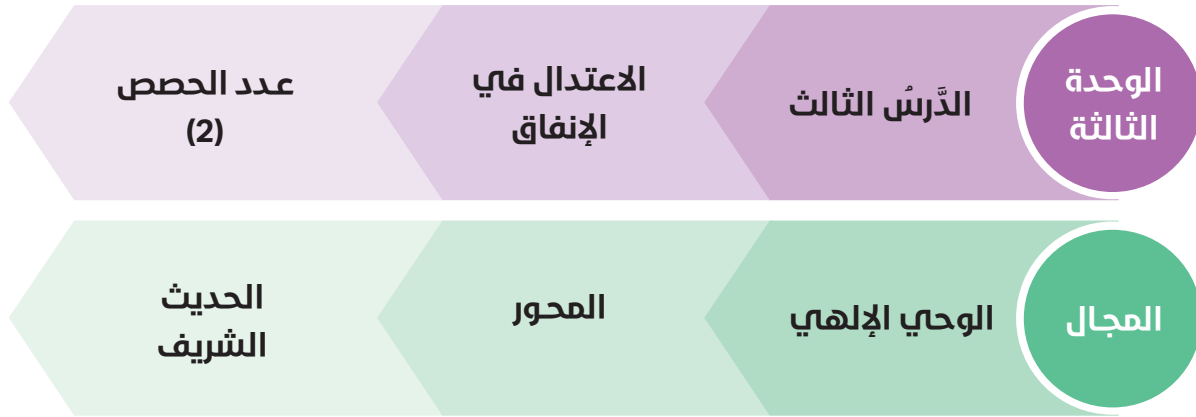 الوحدة
الثالثة
الدَّرسُ الثالث
الاعتدال في
الإنفاق
عدد الحصص
(2)
المجال
الوحي الإلهي
المحور
الحديث
الشريف